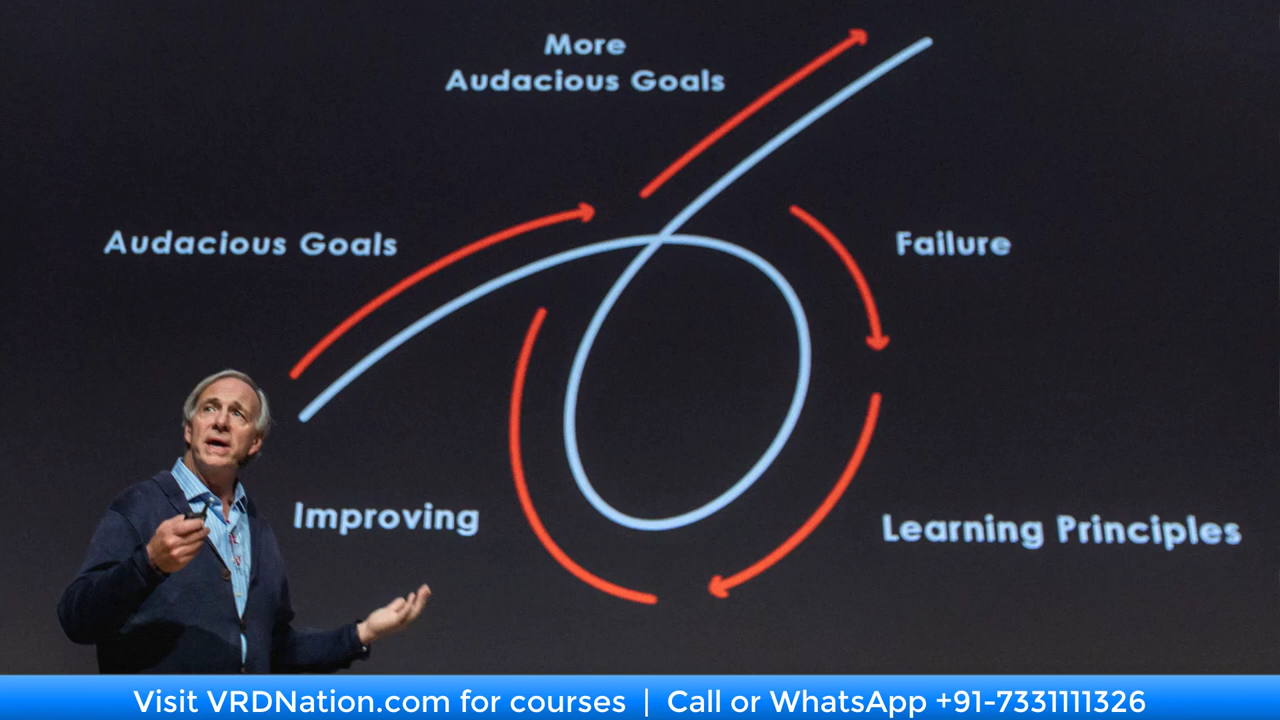 More
Audacious Goals
Audacious Goals
Failure
Improving
Learning Principles
Visit VRDNation.com for courses | Call or WhatsApp +91-7331111326